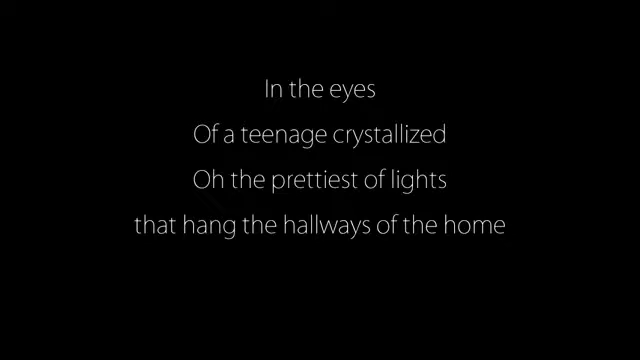 In the eyes
Of a teenage crystallized
Oh the prettiest of lights
that hang the hallways of the home